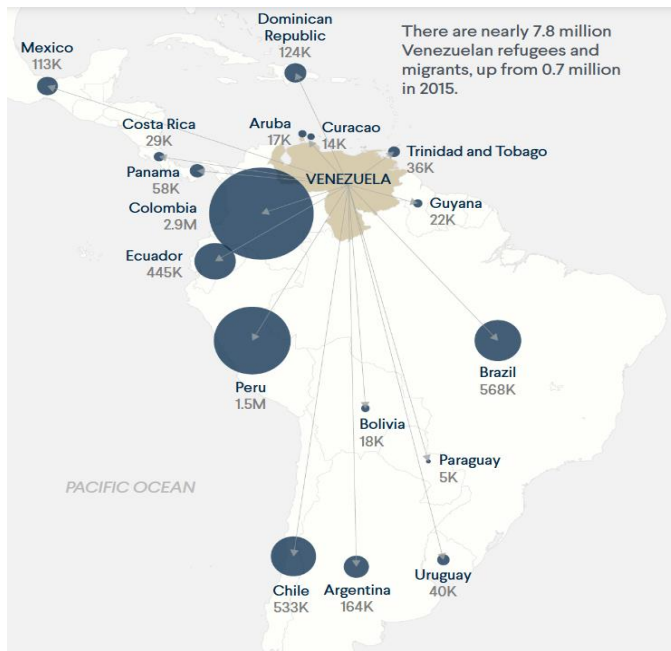 Dominican
Republic
124K
There are nearly 7.8 million
Venezuelan refugees and
migrants, up from 0.7 million
in 2015.
Mexico
113K
Costa Rica
29K
Aruba
17K
Curacao
14K
Trinidad and Tobago
36K
Panama
58K
VENEZUELA
Colombia
2.9M
Guyana
22K
Ecuador
445K
Peru
1.5M
Brazil
568K
Bolivia
18K
Paraguay
5K
PACIFIC OCEAN
Chile
533K
Argentina
164K
Uruguay
40K